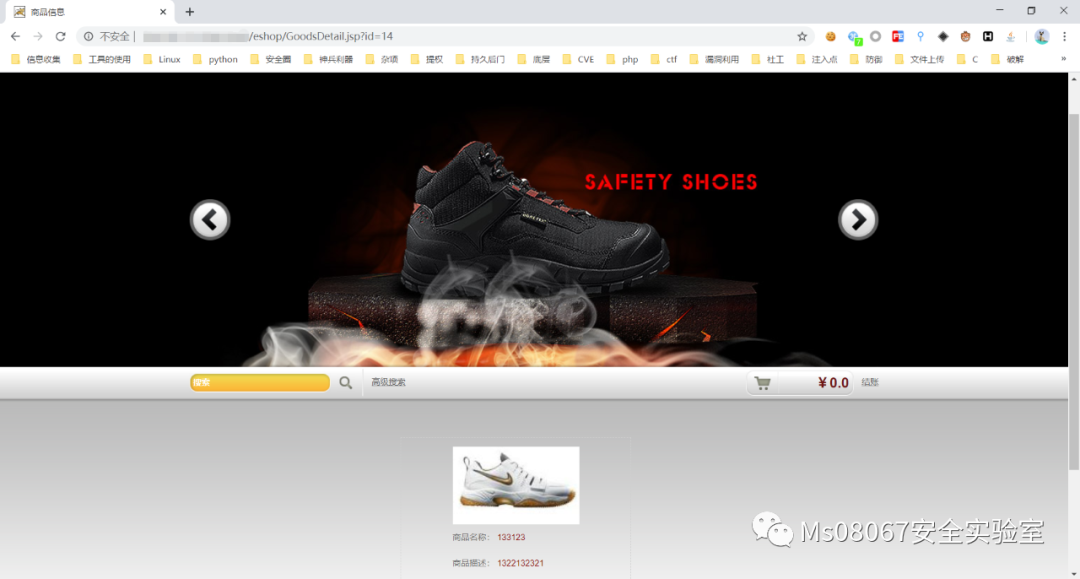 商品信息
不安全 | /eshop/GoodsDetail.jsp?id=14
信息收集 工具的使用 Linux python 安全圈 神兵利器 杂项 提权 持久后门 底层 CVE php ctf 漏洞利用 社工 注入点 防御 文件上传 C 破解 »
SAFETY SHOES
搜索 高级搜索 ¥ 0.0 结账
商品名称： 133123
商品描述： 1322132321
Ms08067安全实验室